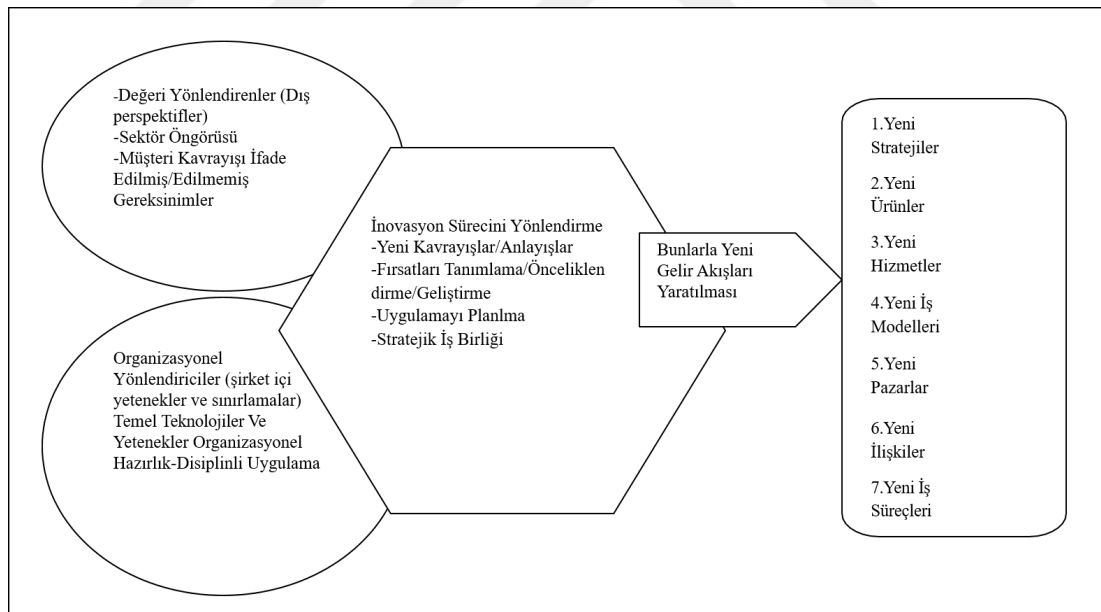 -Değeri Yönlendirenler (Dış
perspektifler)
-Sektör Öngörüsü
-Müşteri Kavrayışı İfade
Edilmiş/Edilmemiş
Gereksinimler
Organizasyonel
Yönlendiriciler (şirket içi
yetenekler ve sınırlamalar)
Temel Teknolojiler Ve
Yetenekler Organizasyonel
Hazırlık-Disiplinli Uygulama
İnovasyon Sürecini Yönlendirme
-Yeni Kavrayışlar/Anlayışlar
-Fırsatları Tanımlama/Önceliklen
dirme/Geliştirme
-Uygulamayı Planlma
-Stratejik İş Birliği
Bunlarla Yeni
Gelir Akışları
Yaratılması
1.Yeni
Stratejiler
2.Yeni
Ürünler
3.Yeni
Hizmetler
4.Yeni İş
Modelleri
5.Yeni
Pazarlar
6.Yeni
İlişkiler
7.Yeni İş
Süreçleri